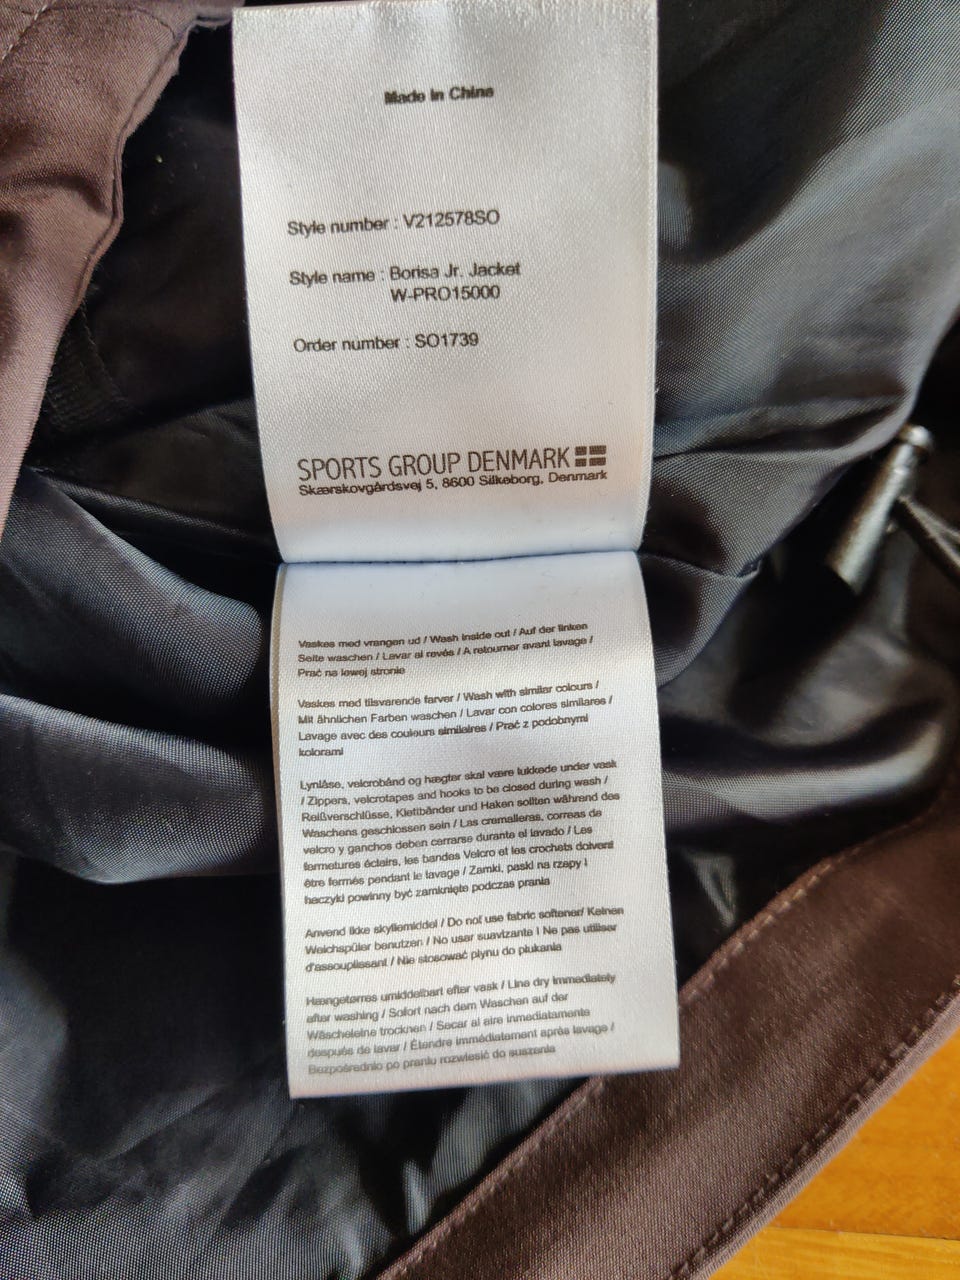 Made in China
Style number : V212578SO
Style name : Borisa Jr. Jacket
W-PRO15000
Order number : SO1739
SPORTS GROUP DENMARK
Skærskovgårdsvej 5, 8600 Silkeborg, Denmark
Vaskes med vrangen ud / Wash inside out / Auf der linken
Seite waschen / Lavar al revés / A retourner avant lavage /
Prać na lewej stronie
Vaskes med tilsvarende farver / Wash with similar colours /
Mit ähnlichen Farben waschen / Lavar con colores similares /
Lavage avec des couleurs similaires / Prać z podobnymi
kolorami
Lynlåse, velcrobånd og hægter skal være lukkede under vask
/ Zippers, velcrotapes and hooks to be closed during wash /
Reißverschlüsse, Klettbänder und Haken sollten während des
Waschens geschlossen sein / Las cremalleras, correas de
velcro y ganchos deben cerrarse durante el lavado / Les
fermetures éclairs, les bandes Velcro et les crochets doivent
être fermés pendant le lavage / Zamki, paski na rzepy i
haczyki powinny być zamknięte podczas prania
Anvend ikke skyllemiddel / Do not use fabric softener/ Keinen
Weichspüler benutzen / No usar suavizante / Ne pas utiliser
d'assouplissant / Nie stosować płynu do płukania
Hængetørres umiddelbart efter vask / Line dry immediately
after washing / Sofort nach dem Waschen auf der
Wäscheleine trocknen / Secar al aire inmediatamente
después de lavar / Étendre immédiatement après lavage /
Bezpośrednio po praniu rozwiesić do suszenia